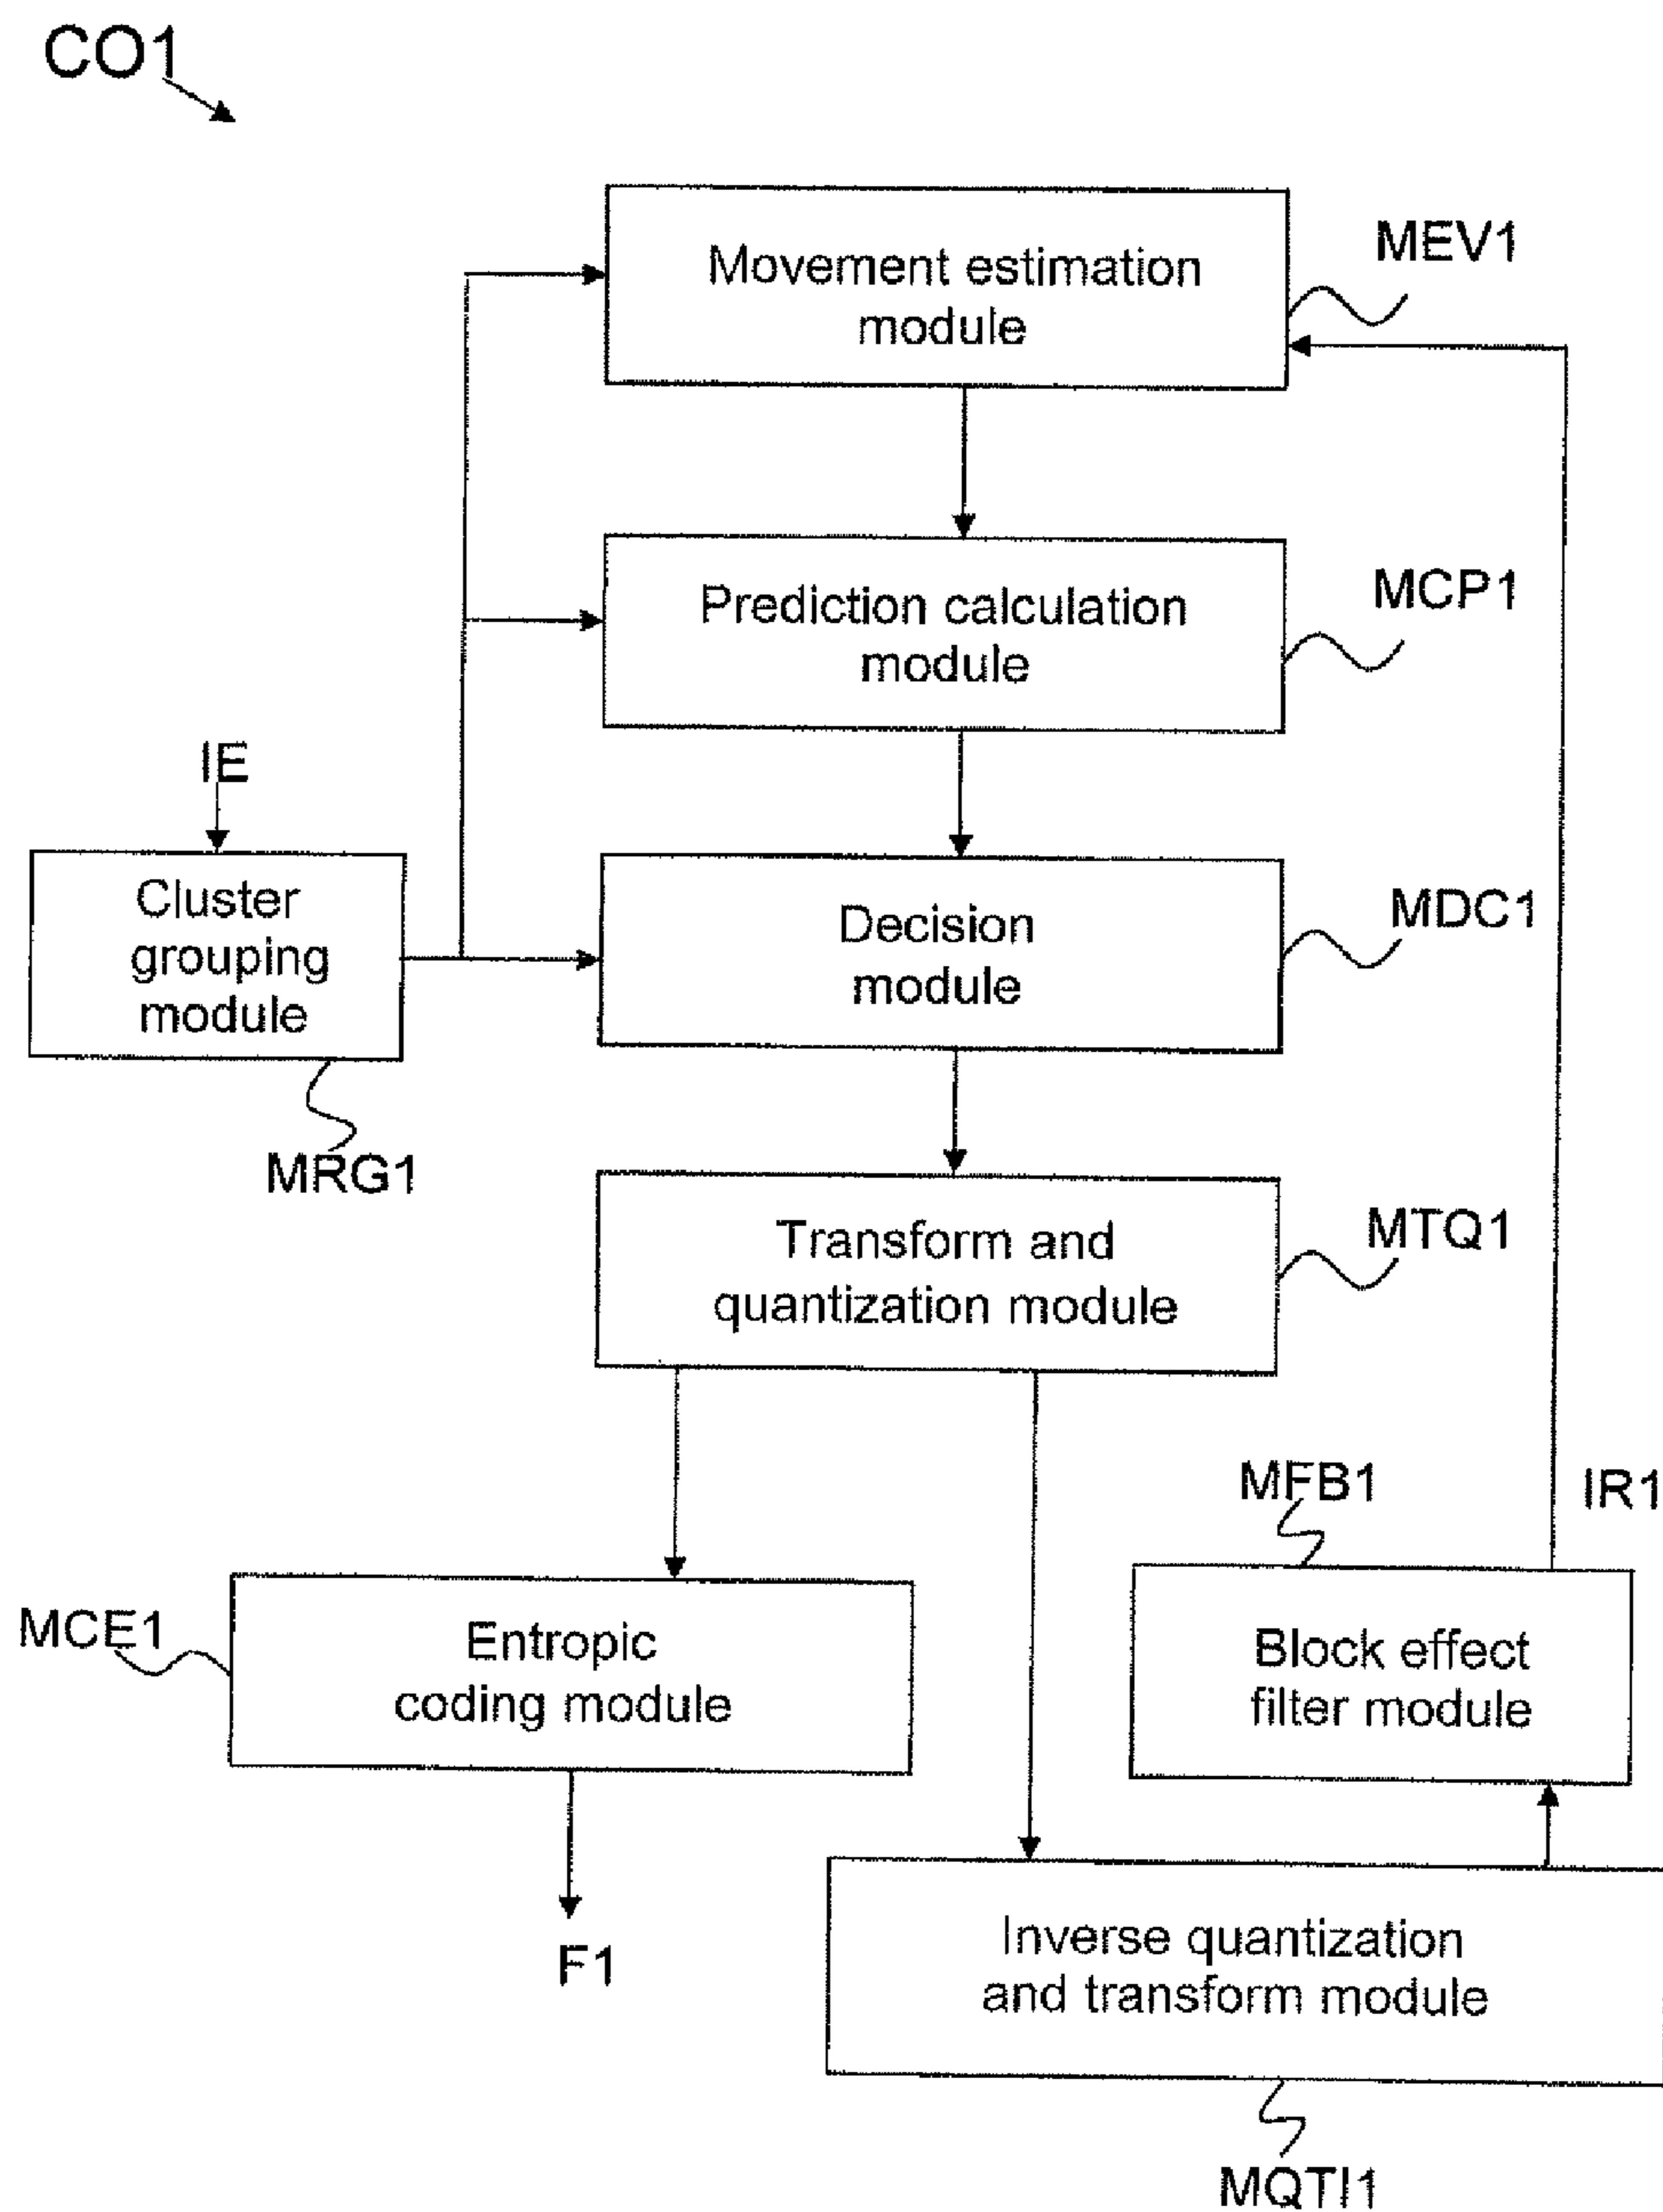 CO1
Movement estimation
module
MEV1
Prediction calculation
module
MCP1
IE
Cluster
grouping
module
MRG1
Decision
module
MDC1
Transform and
quantization module
MTQ1
MFB1
IR1
MCE1
Entropic
coding module
Block effect
filter module
F1
Inverse quantization
and transform module
MQTI1